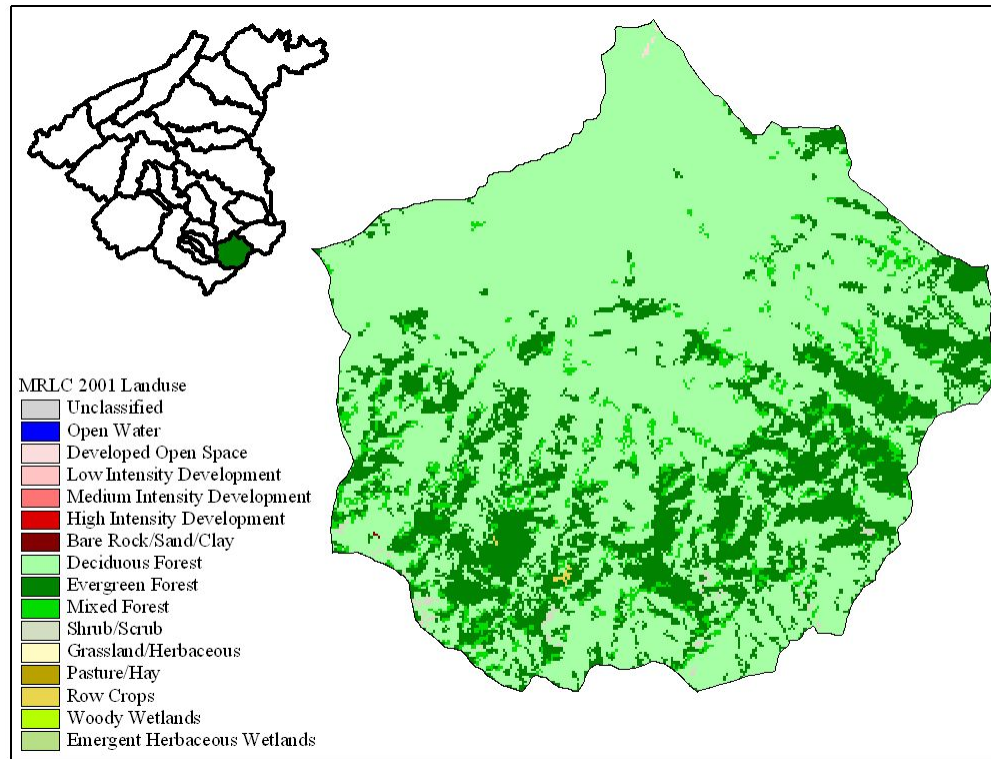 MRLC 2001 Landuse
Unclassified
Open Water
Developed Open Space
Low Intensity Development
Medium Intensity Development
High Intensity Development
Bare Rock/Sand/Clay
Deciduous Forest
Evergreen Forest
Mixed Forest
Shrub/Scrub
Grassland/Herbaceous
Pasture/Hay
Row Crops
Woody Wetlands
Emergent Herbaceous Wetlands